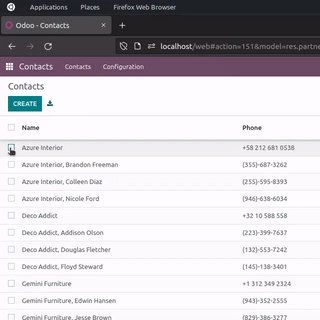 Applications Places Firefox Web Browser
Odoo - Contacts
localhost/web#action=151&model=res.partne
Contacts Contacts Configuration
Contacts
CREATE
Name Phone
Azure Interior +58 212 681 0538
Azure Interior, Brandon Freeman (355)-687-3262
Azure Interior, Colleen Diaz (255)-595-8393
Azure Interior, Nicole Ford (946)-638-6034
Deco Addict +32 10 588 558
Deco Addict, Addison Olson (223)-399-7637
Deco Addict, Douglas Fletcher (132)-553-7242
Deco Addict, Floyd Steward (145)-138-3401
Gemini Furniture +1 312 349 2324
Gemini Furniture, Edwin Hansen (943)-352-2555
Gemini Furniture, Jesse Brown (829)-386-3277